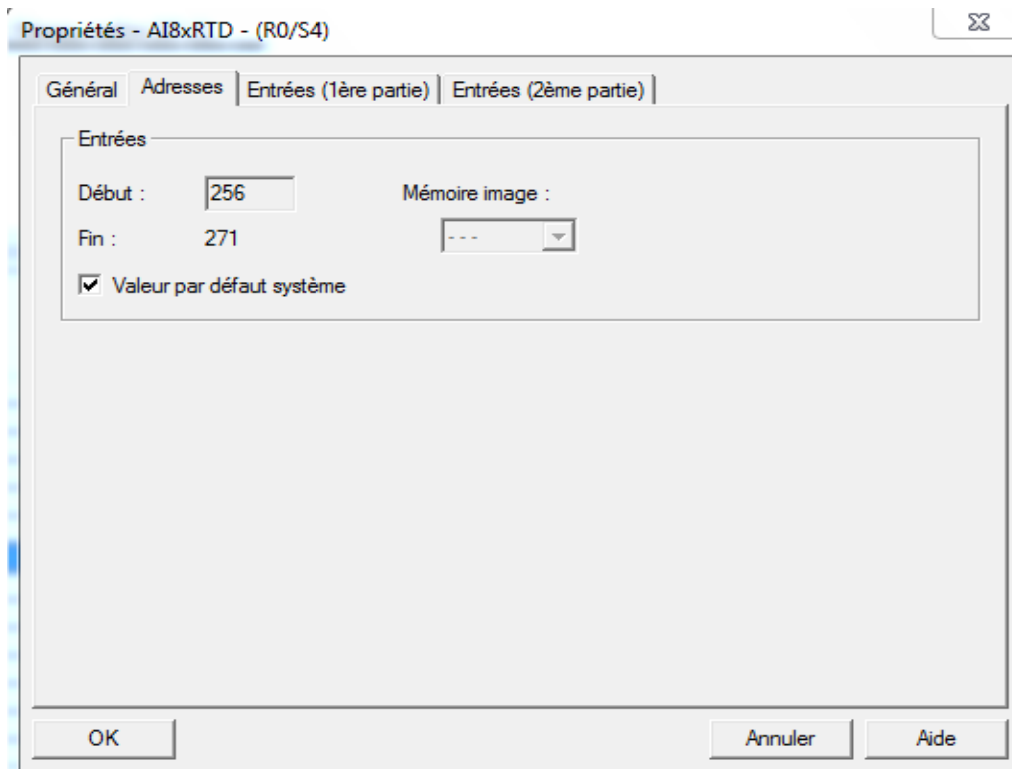 Propriétés - AI8xRTD - (R0/S4)
Général Adresses Entrées (1ère partie) Entrées (2ème partie)
Entrées
Début : 256 Mémoire image :
Fin : 271 ---
Valeur par défaut système
OK Annuler Aide